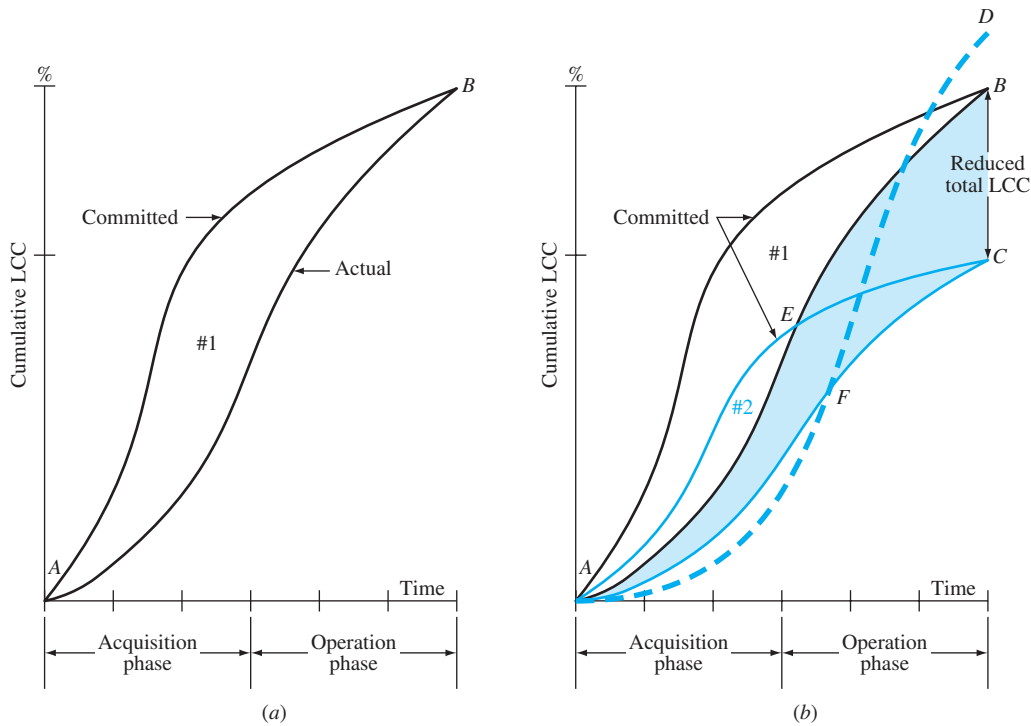 %
B
Committed
Actual
#1
Cumulative LCC
A
Time
Acquisition
phase
Operation
phase
(a)
D
%
B
Reduced
total LCC
Committed
#1
C
Cumulative LCC
E
F
#2
A
Time
Acquisition
phase
Operation
phase
(b)